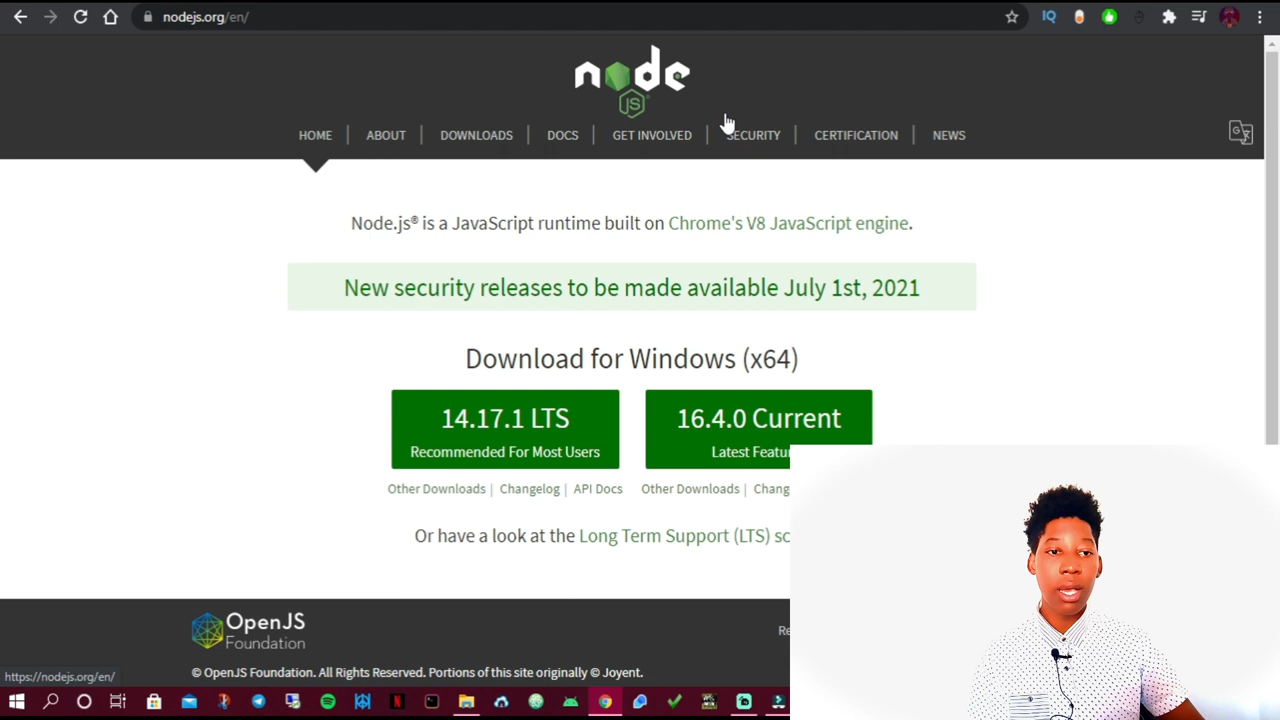 nodejs.org/en/
node
JS
HOME
ABOUT
DOWNLOADS
DOCS
GET INVOLVED
SECURITY
CERTIFICATION
NEWS
Node.js® is a JavaScript runtime built on Chrome's V8 JavaScript engine.
New security releases to be made available July 1st, 2021
Download for Windows (x64)
14.17.1 LTS
Recommended For Most Users
16.4.0 Current
Latest Featu
Other Downloads | Changelog | API Docs
Other Downloads | Chang
Or have a look at the Long Term Support (LTS) sc
OpenJS
Foundation
Re
© OpenJS Foundation. All Rights Reserved. Portions of this site originally © Joyent.
https://nodejs.org/en/